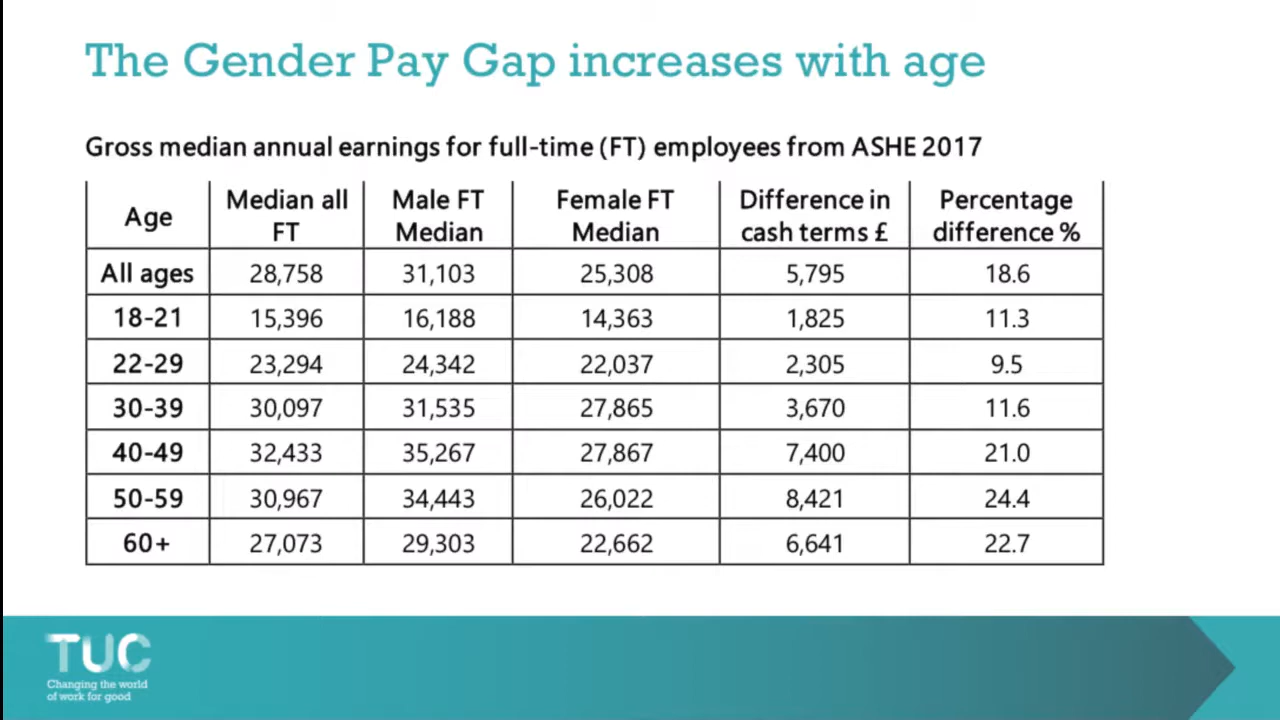 The Gender Pay Gap increases with age
Gross median annual earnings for full-time (FT) employees from ASHE 2017
Age Median all FT Male FT Median Female FT Median Difference in cash terms £ Percentage difference %
All ages 28,758 31,103 25,308 5,795 18.6
18-21 15,396 16,188 14,363 1,825 11.3
22-29 23,294 24,342 22,037 2,305 9.5
30-39 30,097 31,535 27,865 3,670 11.6
40-49 32,433 35,267 27,867 7,400 21.0
50-59 30,967 34,443 26,022 8,421 24.4
60+ 27,073 29,303 22,662 6,641 22.7
TUC
Changing the world
of work for good